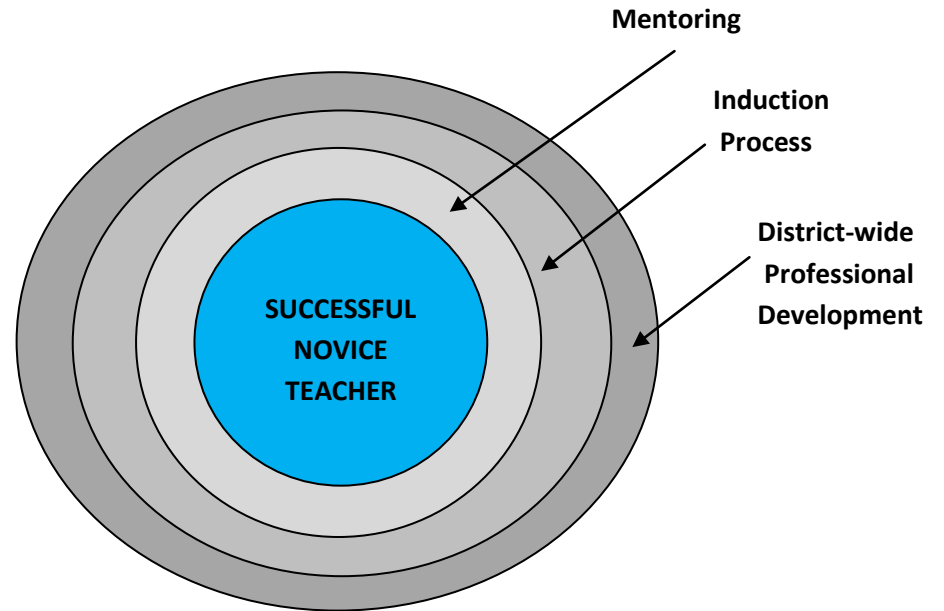 Mentoring
Induction
Process
District-wide
Professional
Development
SUCCESSFUL
NOVICE
TEACHER